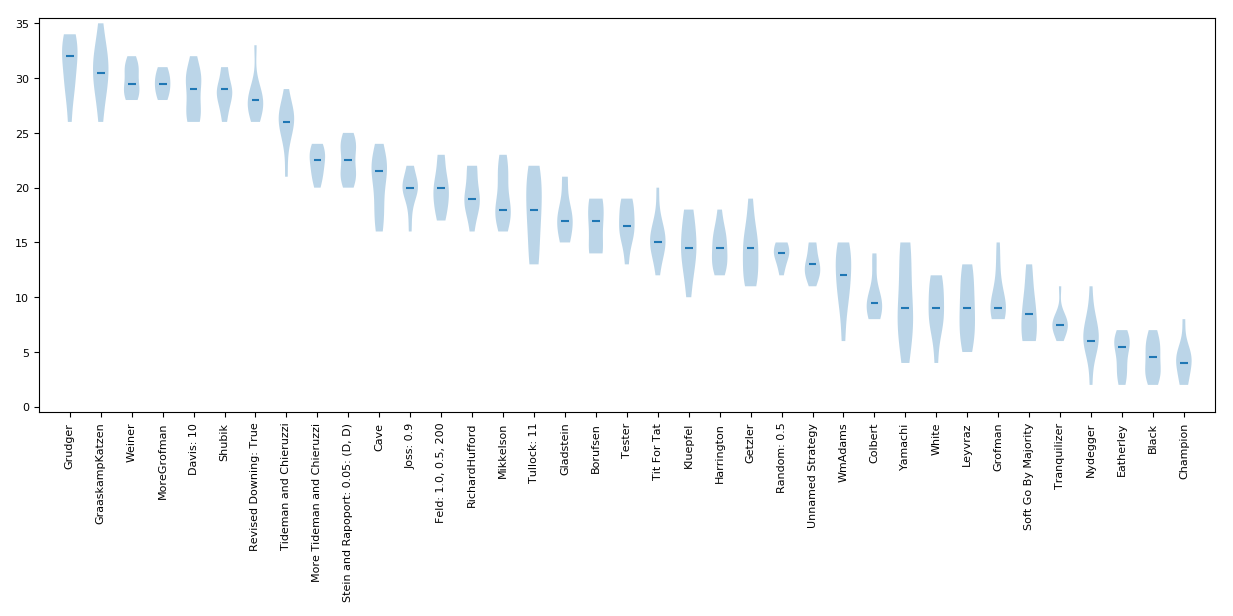 35
30
25
20
15
10
5
0
Grudger
GraaskampKatzen
Weiner
MoreGrofman
Davis: 10
Shubik
Revised Downing: True
Tideman and Chieruzzi
More Tideman and Chieruzzi
Stein and Rapoport: 0.05: (D, D)
Cave
Joss: 0.9
Feld: 1.0, 0.5, 200
RichardHufford
Mikkelson
Tullock: 11
Gladstein
Borufsen
Tester
Tit For Tat
Kluepfel
Harrington
Getzler
Random: 0.5
Unnamed Strategy
WmAdams
Colbert
Yamachi
White
Leyvraz
Grofman
Soft Go By Majority
Tranquilizer
Nydegger
Eatherley
Black
Champion